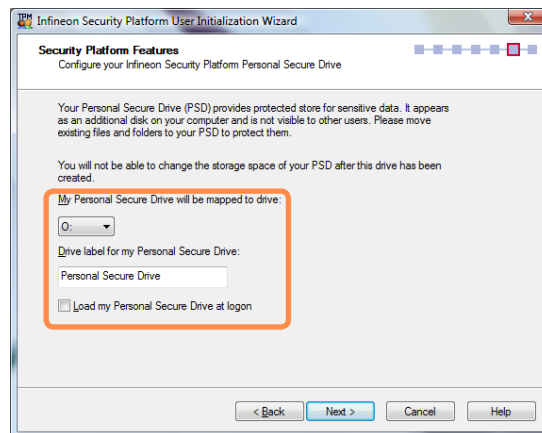 TPM
Infineon Security Platform User Initialization Wizard
Security Platform Features
Configure your Infineon Security Platform Personal Secure Drive
Your Personal Secure Drive (PSD) provides protected store for sensitive data. It appears
as an additional disk on your computer and is not visible to other users. Please move
existing files and folders to your PSD to protect them.
You will not be able to change the storage space of your PSD after this drive has been
created.
My Personal Secure Drive will be mapped to drive:
O:
Drive label for my Personal Secure Drive:
Personal Secure Drive
Load my Personal Secure Drive at logon
< Back Next > Cancel Help